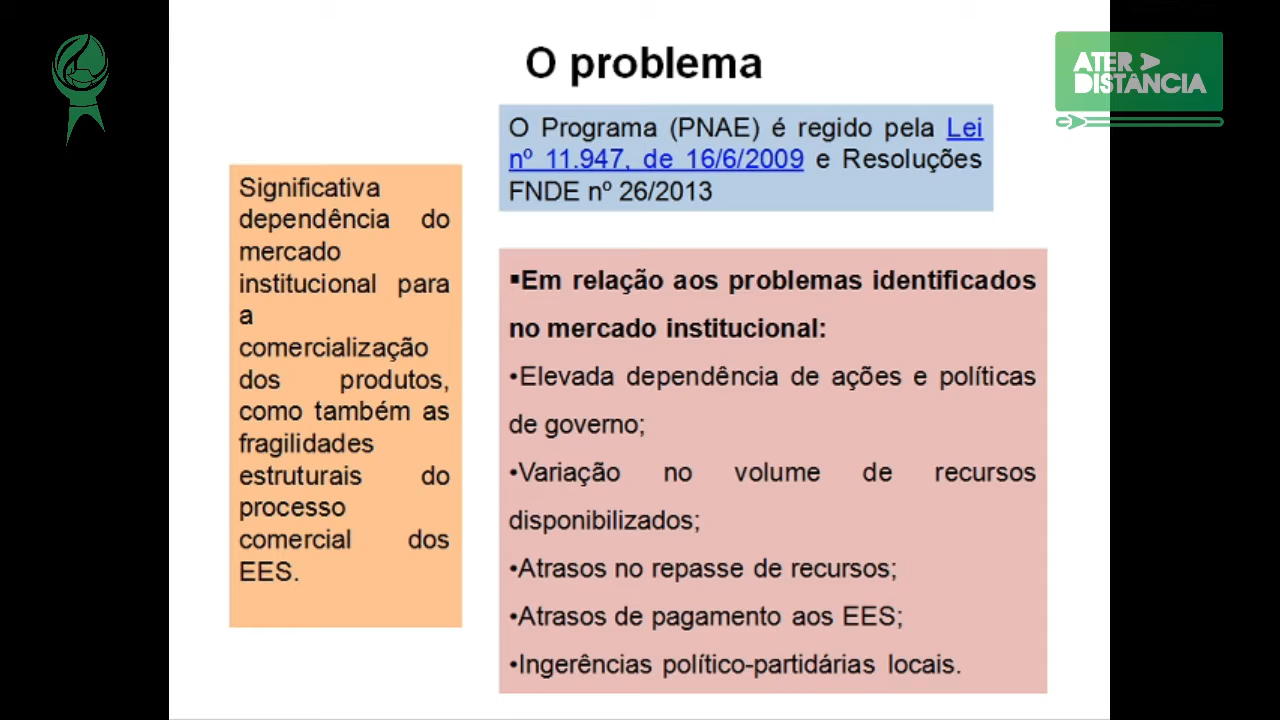 O problema
ATER
DISTÂNCIA
O Programa (PNAE) é regido pela Lei
nº 11.947, de 16/6/2009 e Resoluções
FNDE nº 26/2013
Significativa
dependência do
mercado
institucional para
a
comercialização
dos produtos,
como também as
fragilidades
estruturais do
processo
comercial dos
EES.
▪Em relação aos problemas identificados
no mercado institucional:
•Elevada dependência de ações e políticas
de governo;
•Variação no volume de recursos
disponibilizados;
•Atrasos no repasse de recursos;
•Atrasos de pagamento aos EES;
•Ingerências político-partidárias locais.